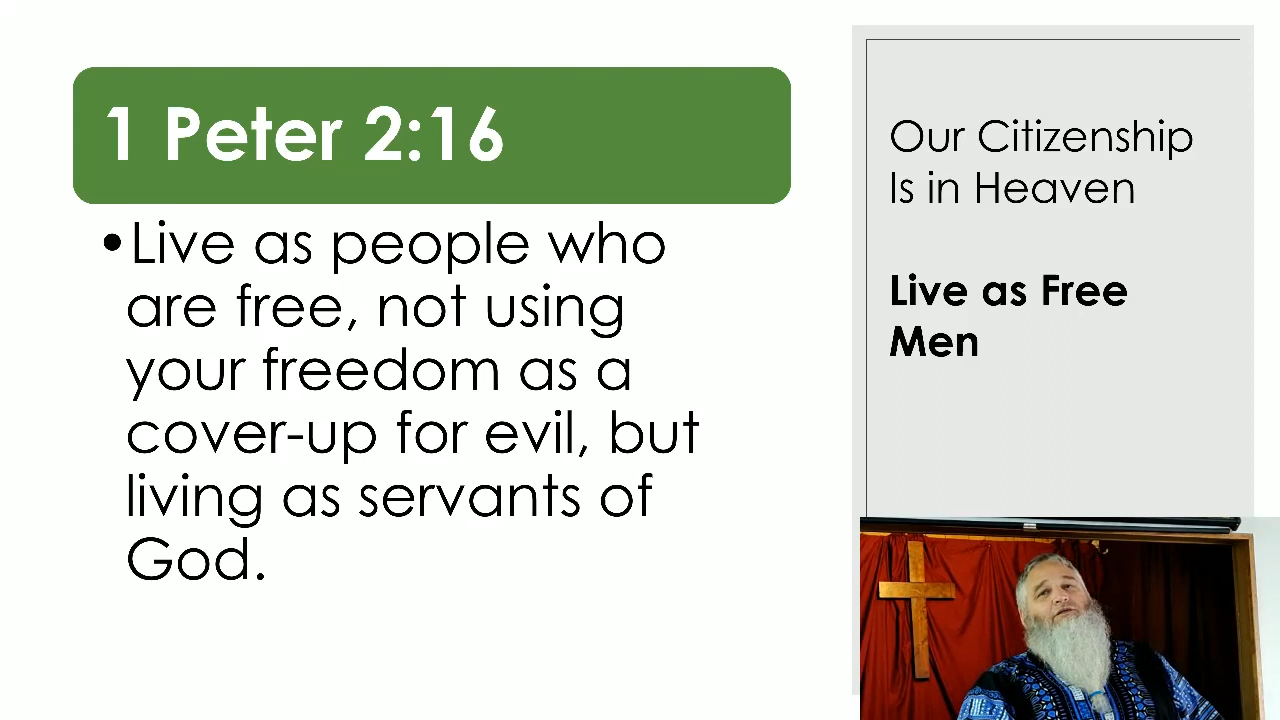 1 Peter 2:16
•Live as people who
are free, not using
your freedom as a
cover-up for evil, but
living as servants of
God.
Our Citizenship
Is in Heaven
Live as Free
Men